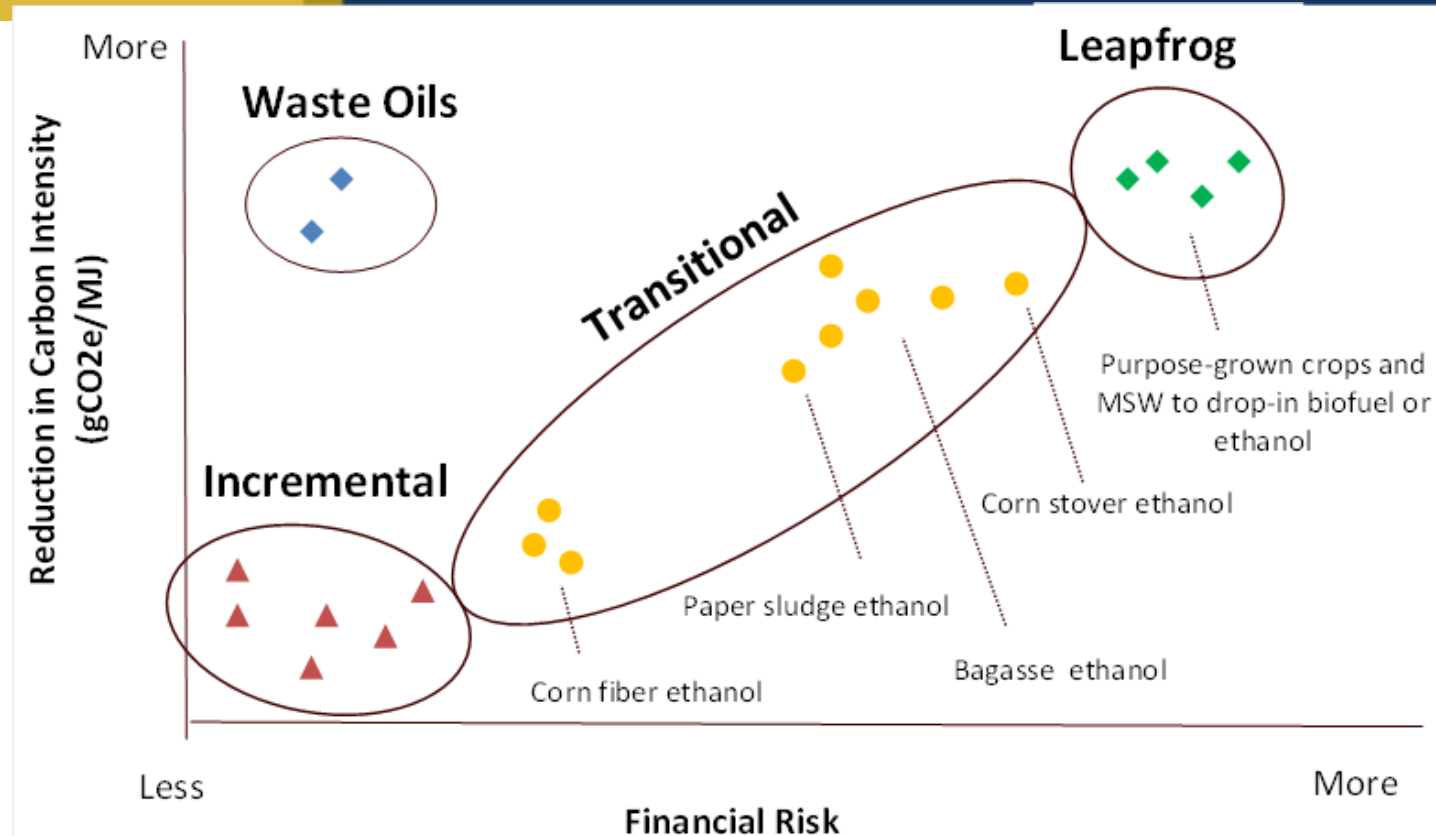 More
Leapfrog
Waste Oils
Reduction in Carbon Intensity
(gCO2e/MJ)
Transitional
Purpose-grown crops and
MSW to drop-in biofuel or
ethanol
Incremental
Corn stover ethanol
Paper sludge ethanol
Bagasse ethanol
Corn fiber ethanol
Less
More
Financial Risk